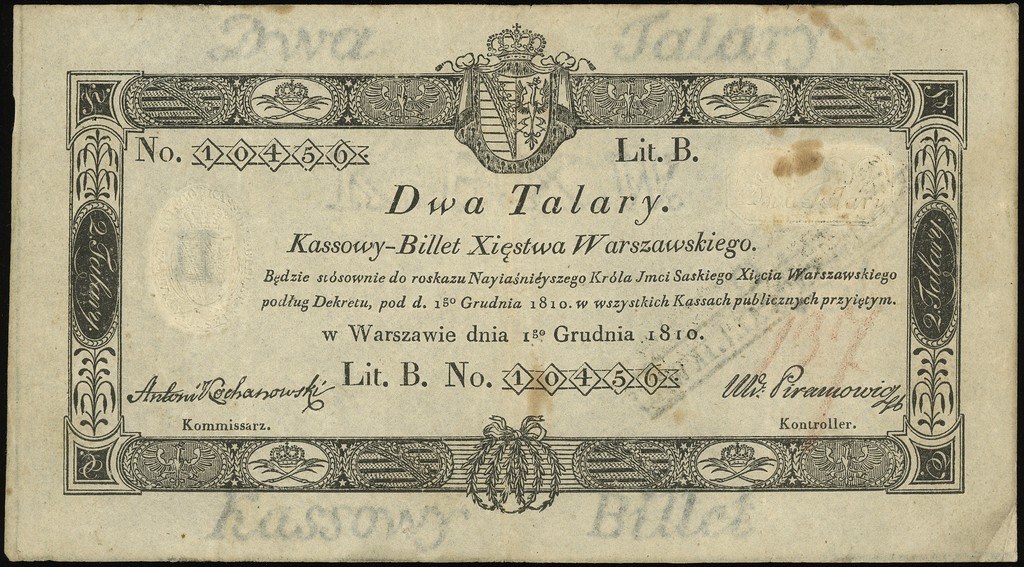 Dwa Talary
No. 10456. Lit. B.
Dwa Talary.
Kassowy-Billet Xięstwa Warszawskiego.
Będzie stósownie do roskazu Nayiaśniéyszego Króla Jmci Saskiego Xięcia Warszawskiego
podług Dekretu, pod d. 1go Grudnia 1810. w wszystkich Kassach publicznych przyiętym.
w Warszawie dnia 1go Grudnia 1810.
Lit. B. No. 10456.
Antoni Kochanowski
Kommissarz.
Piramowicz
Kontroller.
2. Talary
2. Talary
Kassowy Billet